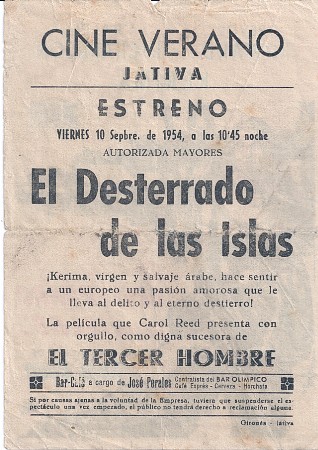 CINE VERANO
JATIVA
ESTRENO
VIERNES 10 Sepbre. de 1954, a las 10'45 noche
AUTORIZADA MAYORES
El Desterrado
de las Islas
¡Kerima, virgen y salvaje árabe, hace sentir
a un europeo una pasión amorosa que le
lleva al delito y al eterno destierro!
La película que Carol Reed presenta con
orgullo, como digna sucesora de
EL TERCER HOMBRE
Bar-Café a cargo de José Perales Contratista del BAR OLIMPICO
Café Exprés - Cerveza - Horchata
Si por causas ajenas a la voluntad de la Empresa, tuviera que suspenderse el es-
pectáculo una vez empezado, el público no tendrá derecho a reclamación alguna.
Gironés - Játiva